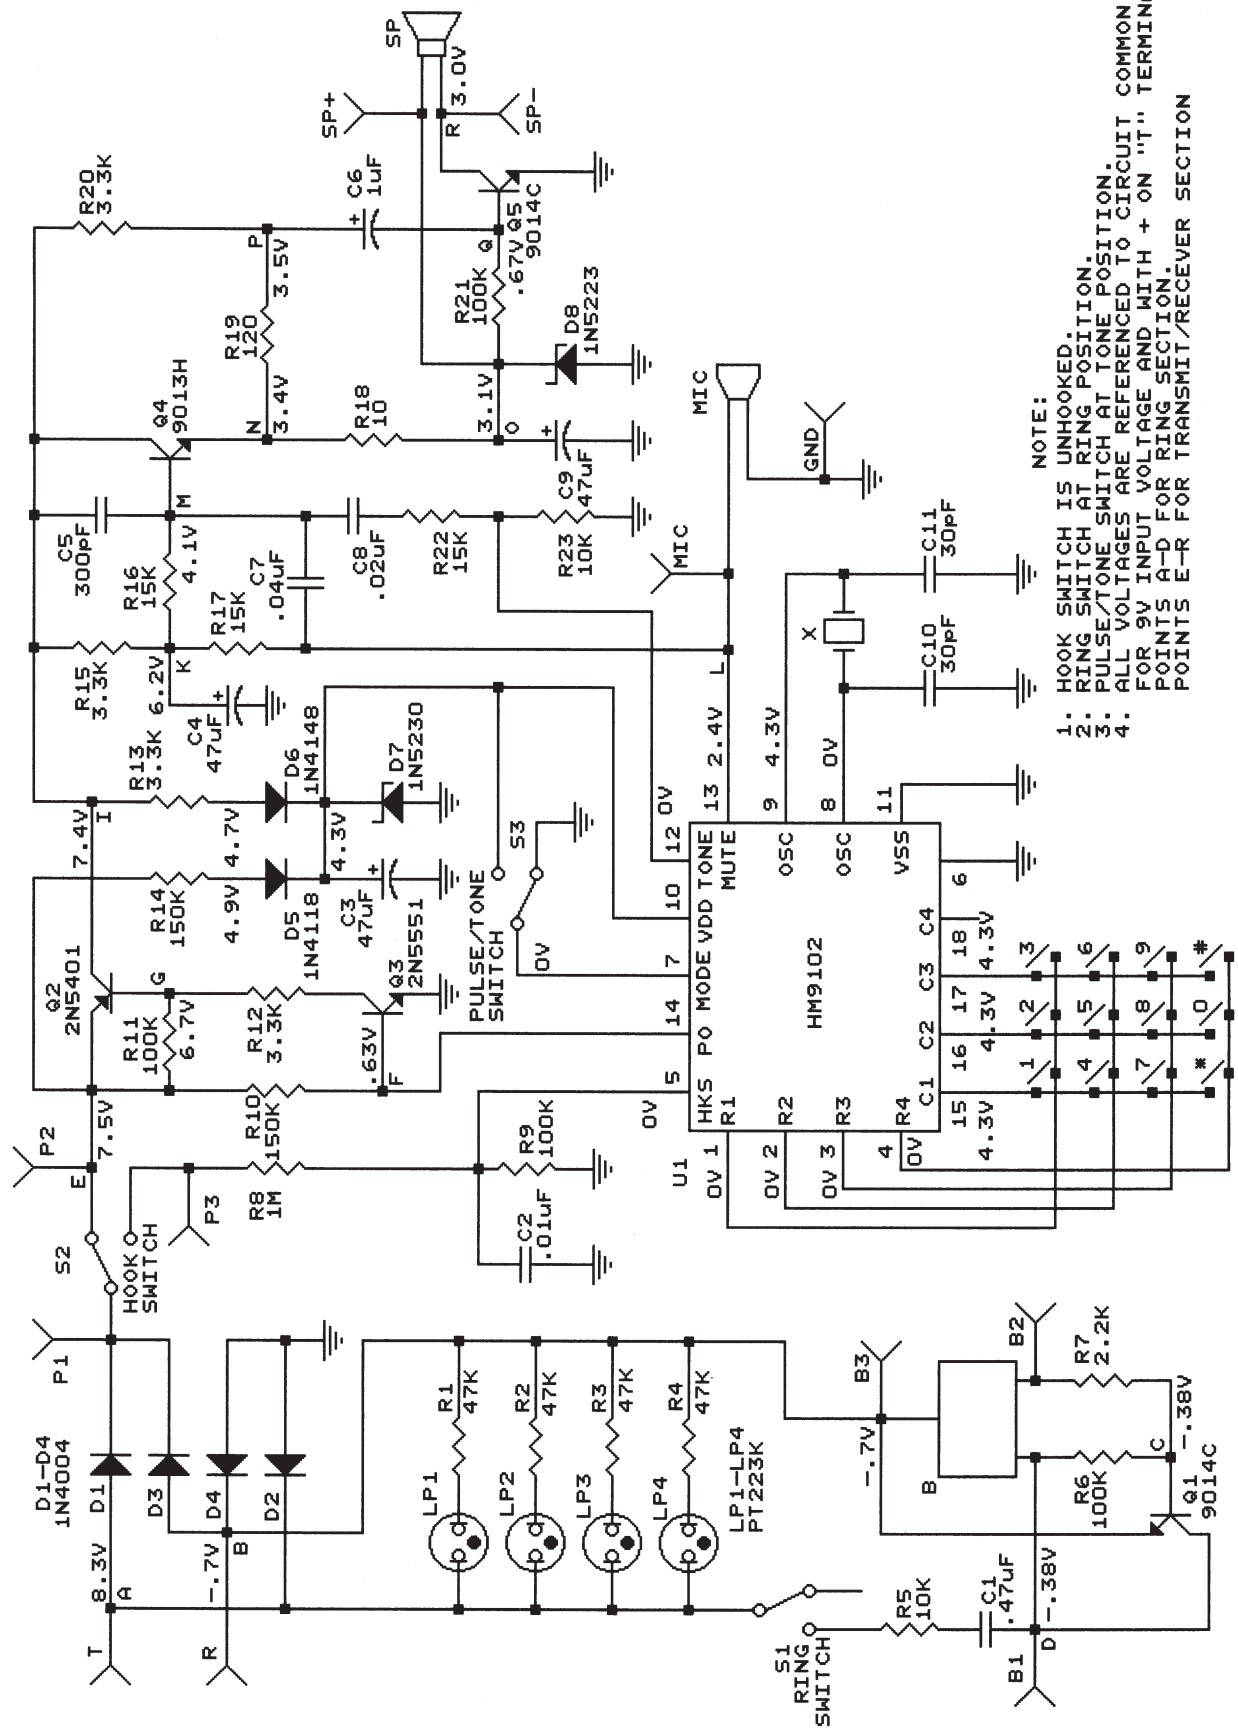 D1-D4
1N4004
T
8.3V
A
D1
D3
R
-.7V
B
D4
D2
P1
S2
HOOK
SWITCH
P3
P2
E
7.5V
R8
1M
R10
150K
R11
100K
6.7V
G
Q2
2N5401
R12
3.3K
F
.63V
Q3
2N5551
R14
150K
4.9V
D5
1N4118
C3
47uF
7.4V
I
R13
3.3K
4.7V
D6
1N4148
4.3V
D7
1N5230
R15
3.3K
6.2V
K
C4
47uF
+
+
R17
15K
R16
15K
4.1V
M
C5
300pF
C7
.04uF
C8
.02uF
R22
15K
R23
10K
Q4
9013H
N
3.4V
R18
10
3.1V
O
+
C9
47uF
R19
120
P
3.5V
R20
3.3K
C6
1uF
+
R21
100K
Q
.67V
Q5
9014C
D8
1N5223
SP+
SP
R
3.0V
SP-
LP1
R1
47K
LP2
R2
47K
LP3
R3
47K
LP4
R4
47K
LP1-LP4
PT223K
S1
RING
SWITCH
R5
10K
C1
.47uF
B1
D
-.38V
B3
-.7V
B
B2
R6
100K
R7
2.2K
C
-.38V
Q1
9014C
C2
.01uF
R9
100K
PULSE/TONE
SWITCH
0V
S3
U1
0V
5
14
7
10
12
0V
HKS
PO
MODE
VDD
TONE
MUTE
13
2.4V
L
MIC
MIC
GND
0V
1
R1
0V
2
R2
0V
3
R3
4
0V
R4
HM9102
OSC
9
4.3V
OSC
8
0V
VSS
11
6
X
C10
30pF
C11
30pF
C1
C2
C3
C4
15
16
17
18
4.3V
4.3V
4.3V
1
2
3
4
5
6
7
8
9
*
0
#
NOTE:
1. HOOK SWITCH IS UNHOOKED.
2. RING SWITCH AT RING POSITION.
3. PULSE/TONE SWITCH AT TONE POSITION.
4. ALL VOLTAGES ARE REFERENCED TO CIRCUIT COMMON
FOR 9V INPUT VOLTAGE AND WITH + ON "T"
POINTS A-D FOR RING SECTION.
POINTS E-R FOR TRANSMIT/RECEVER SECTION